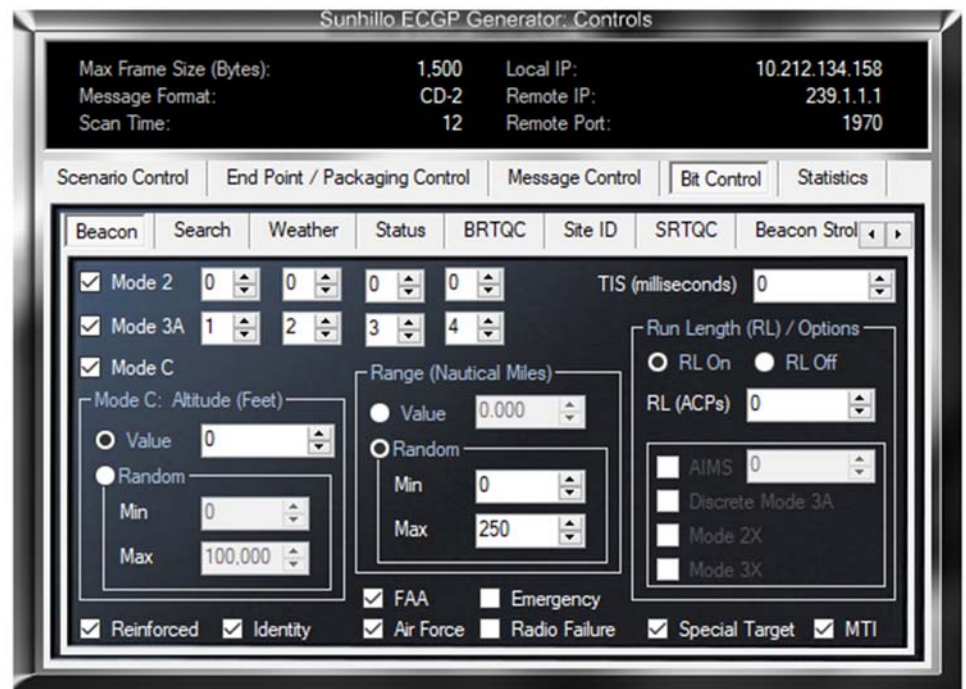 Sunhillo ECGP Generator: Controls
Max Frame Size (Bytes): 1,500 Local IP: 10.212.134.158
Message Format: CD-2 Remote IP: 239.1.1.1
Scan Time: 12 Remote Port: 1970
Scenario Control End Point / Packaging Control Message Control Bit Control Statistics
Beacon Search Weather Status BRTQC Site ID SRTQC Beacon Strol
Mode 2 0 0 0 0 TIS (milliseconds) 0
Mode 3A 1 2 3 4 Run Length (RL) / Options
Mode C RL On RL Off
Mode C: Altitude (Feet) Range (Nautical Miles) RL (ACPs) 0
Value 0 Value 0.000
Random Random AIMS 0
Min 0 Min 0 Discrete Mode 3A
Max 100,000 Max 250 Mode 2X
Mode 3X
FAA Emergency
Reinforced Identity Air Force Radio Failure Special Target MTI